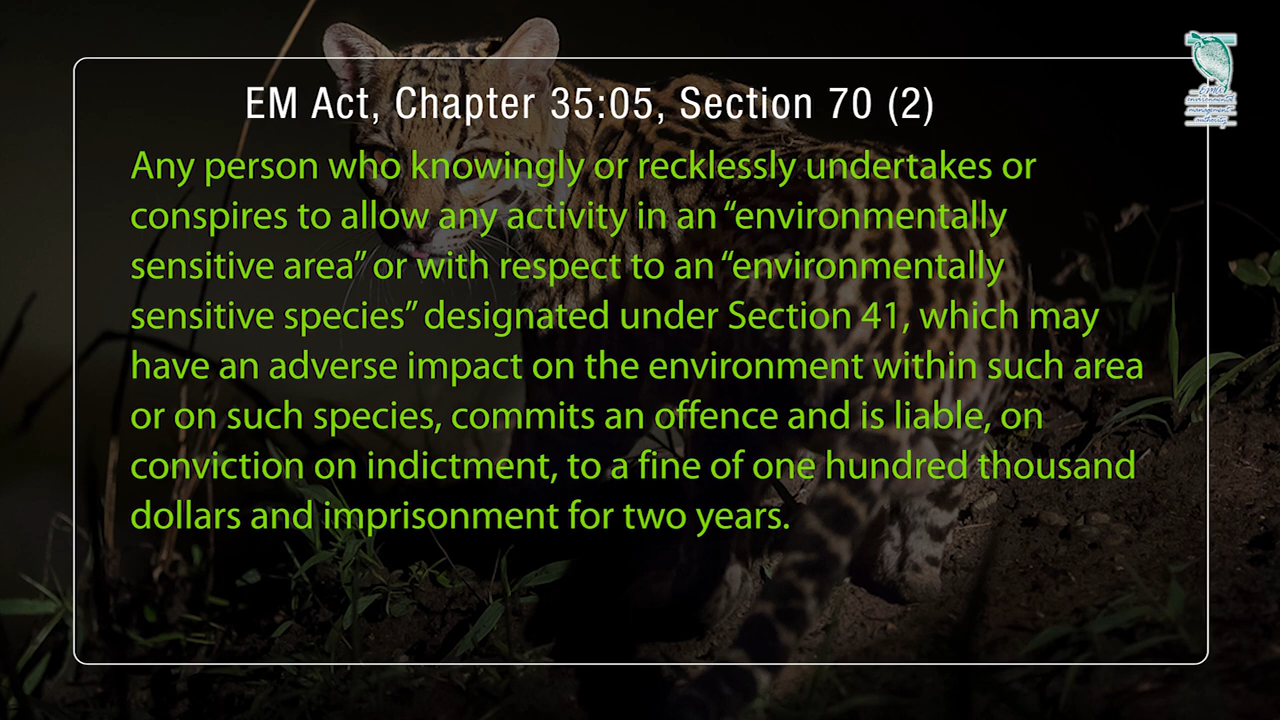 EM Act, Chapter 35:05, Section 70 (2)
Any person who knowingly or recklessly undertakes or
conspires to allow any activity in an “environmentally
sensitive area” or with respect to an “environmentally
sensitive species” designated under Section 41, which may
have an adverse impact on the environment within such area
or on such species, commits an offence and is liable, on
conviction on indictment, to a fine of one hundred thousand
dollars and imprisonment for two years.
EMA
environmental
management
authority